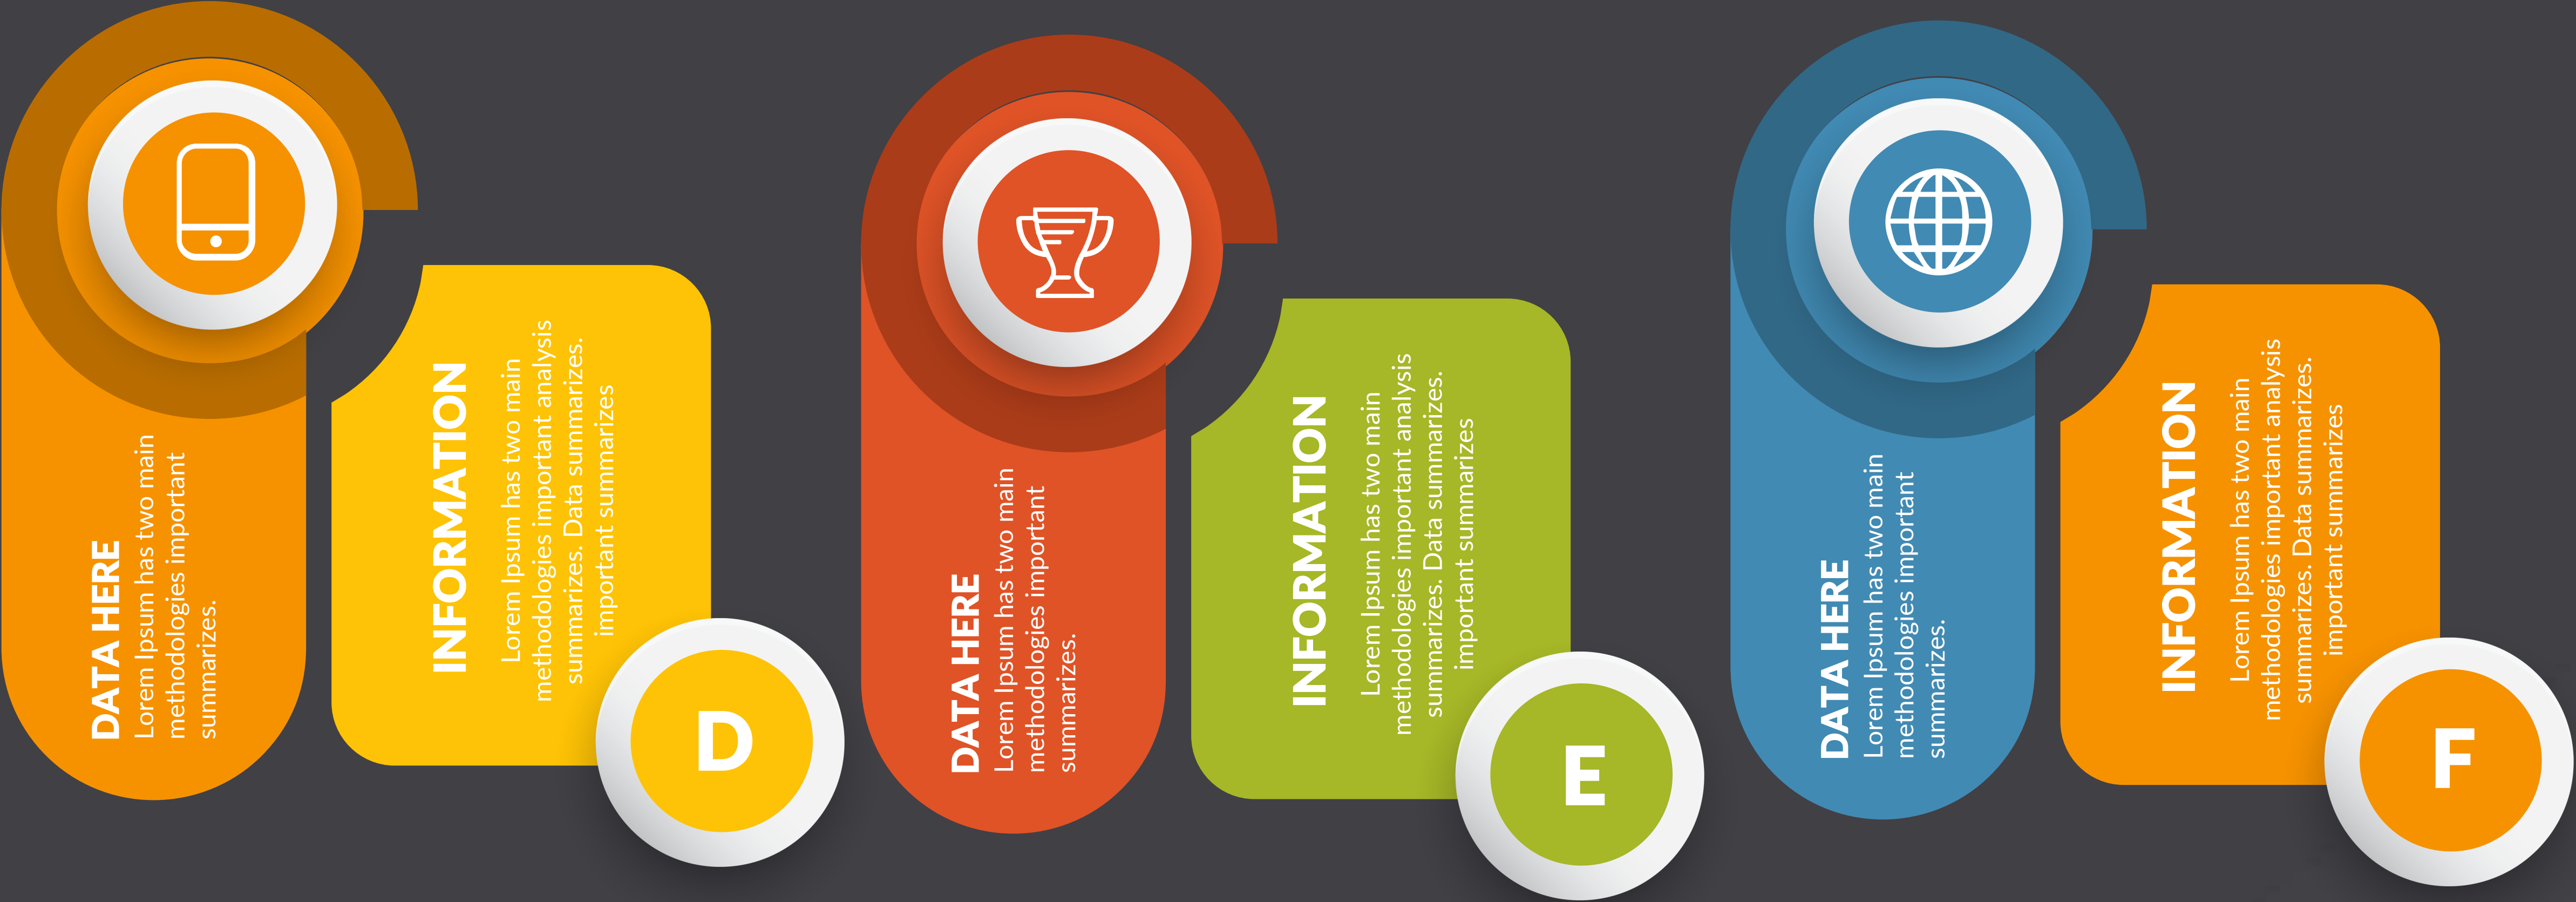 DATA HERE
Lorem Ipsum has two main
methodologies important
summarizes.
INFORMATION
Lorem Ipsum has two main
methodologies important analysis
summarizes. Data summarizes.
important summarizes
D
DATA HERE
Lorem Ipsum has two main
methodologies important
summarizes.
INFORMATION
Lorem Ipsum has two main
methodologies important analysis
summarizes. Data summarizes.
important summarizes
E
DATA HERE
Lorem Ipsum has two main
methodologies important
summarizes.
INFORMATION
Lorem Ipsum has two main
methodologies important analysis
summarizes. Data summarizes.
important summarizes
F